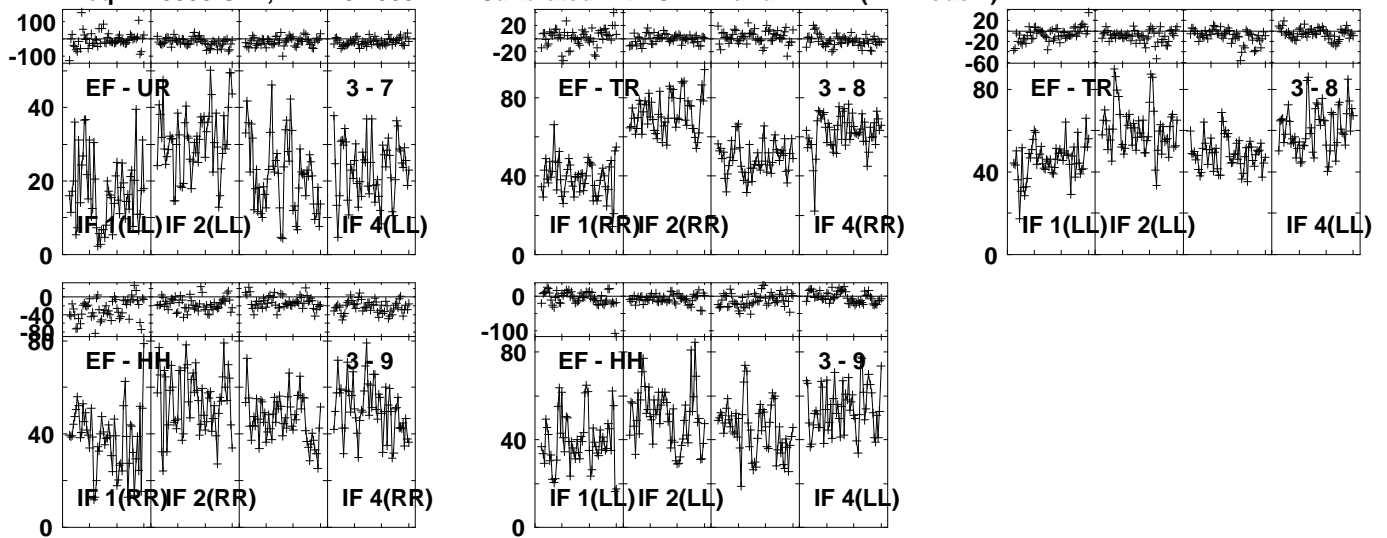 100
-100
EF - UR
3 - 7
40
20
0
IF 1(LL)
IF 2(LL)
IF 4(LL)
20
-20
EF - TR
3 - 8
80
40
0
IF 1(RR)
IF 2(RR)
IF 4(RR)
20
-20
-60
EF - TR
3 - 8
80
40
0
IF 1(LL)
IF 2(LL)
IF 4(LL)
0
-40
-80
EF - HH
3 - 9
80
40
0
IF 1(RR)
IF 2(RR)
IF 4(RR)
0
-100
EF - HH
3 - 9
80
40
0
IF 1(LL)
IF 2(LL)
IF 4(LL)